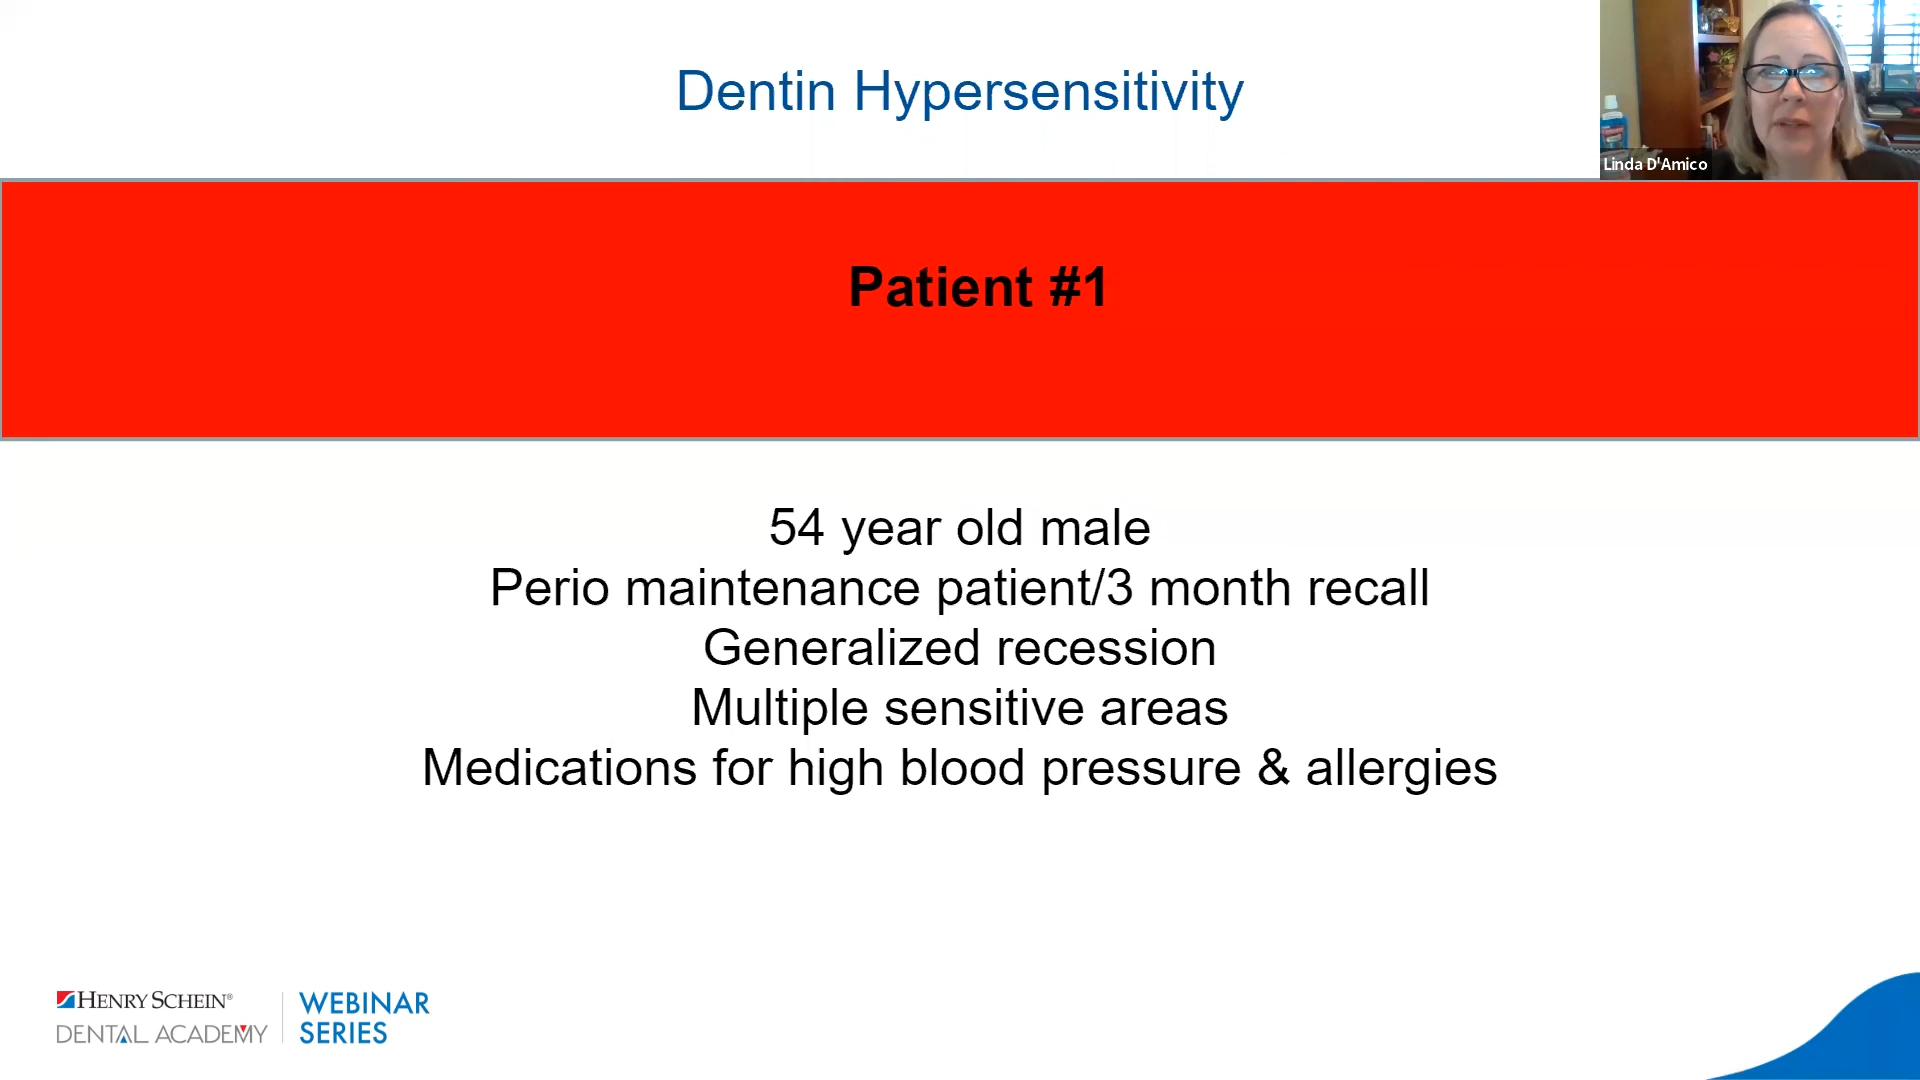 Dentin Hypersensitivity
Linda D'Amico
Patient #1
54 year old male
Perio maintenance patient/3 month recall
Generalized recession
Multiple sensitive areas
Medications for high blood pressure & allergies
HENRY SCHEIN®
DENTAL ACADEMY
WEBINAR
SERIES